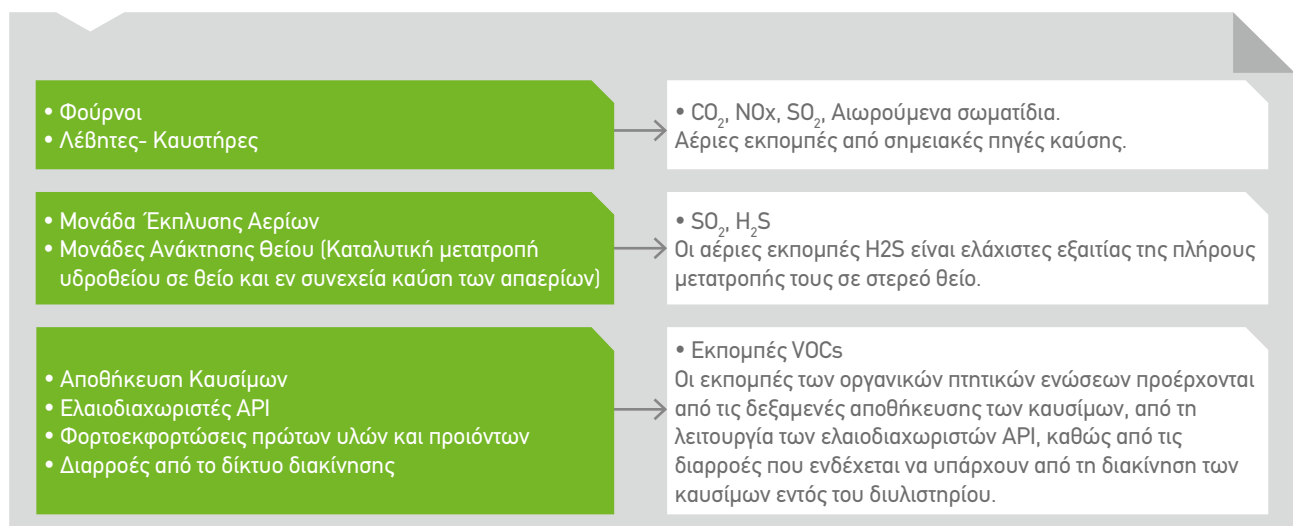 • Φούρνοι
• Λέβητες- Καυστήρες
• CO₂, NOx, SO₂, Αιωρούμενα σωματίδια.
Αέριες εκπομπές από σημειακές πηγές καύσης.
• Μονάδα Έκπλυσης Αερίων
• Μονάδες Ανάκτησης Θείου (Καταλυτική μετατροπή
υδροθείου σε θείο και εν συνεχεία καύση των απαερίων)
• SO₂, H₂S
Οι αέριες εκπομπές H2S είναι ελάχιστες εξαιτίας της πλήρους
μετατροπής τους σε στερεό θείο.
• Αποθήκευση Καυσίμων
• Ελαιοδιαχωριστές API
• Φορτοεκφορτώσεις πρώτων υλών και προιόντων
• Διαρροές από το δίκτυο διακίνησης
• Εκπομπές VOCs
Οι εκπομπές των οργανικών πτητικών ενώσεων προέρχονται
από τις δεξαμενές αποθήκευσης των καυσίμων, από τη
λειτουργία των ελαιοδιαχωριστών API, καθώς από τις
διαρροές που ενδέχεται να υπάρχουν από τη διακίνηση των
καυσίμων εντός του διυλιστηρίου.